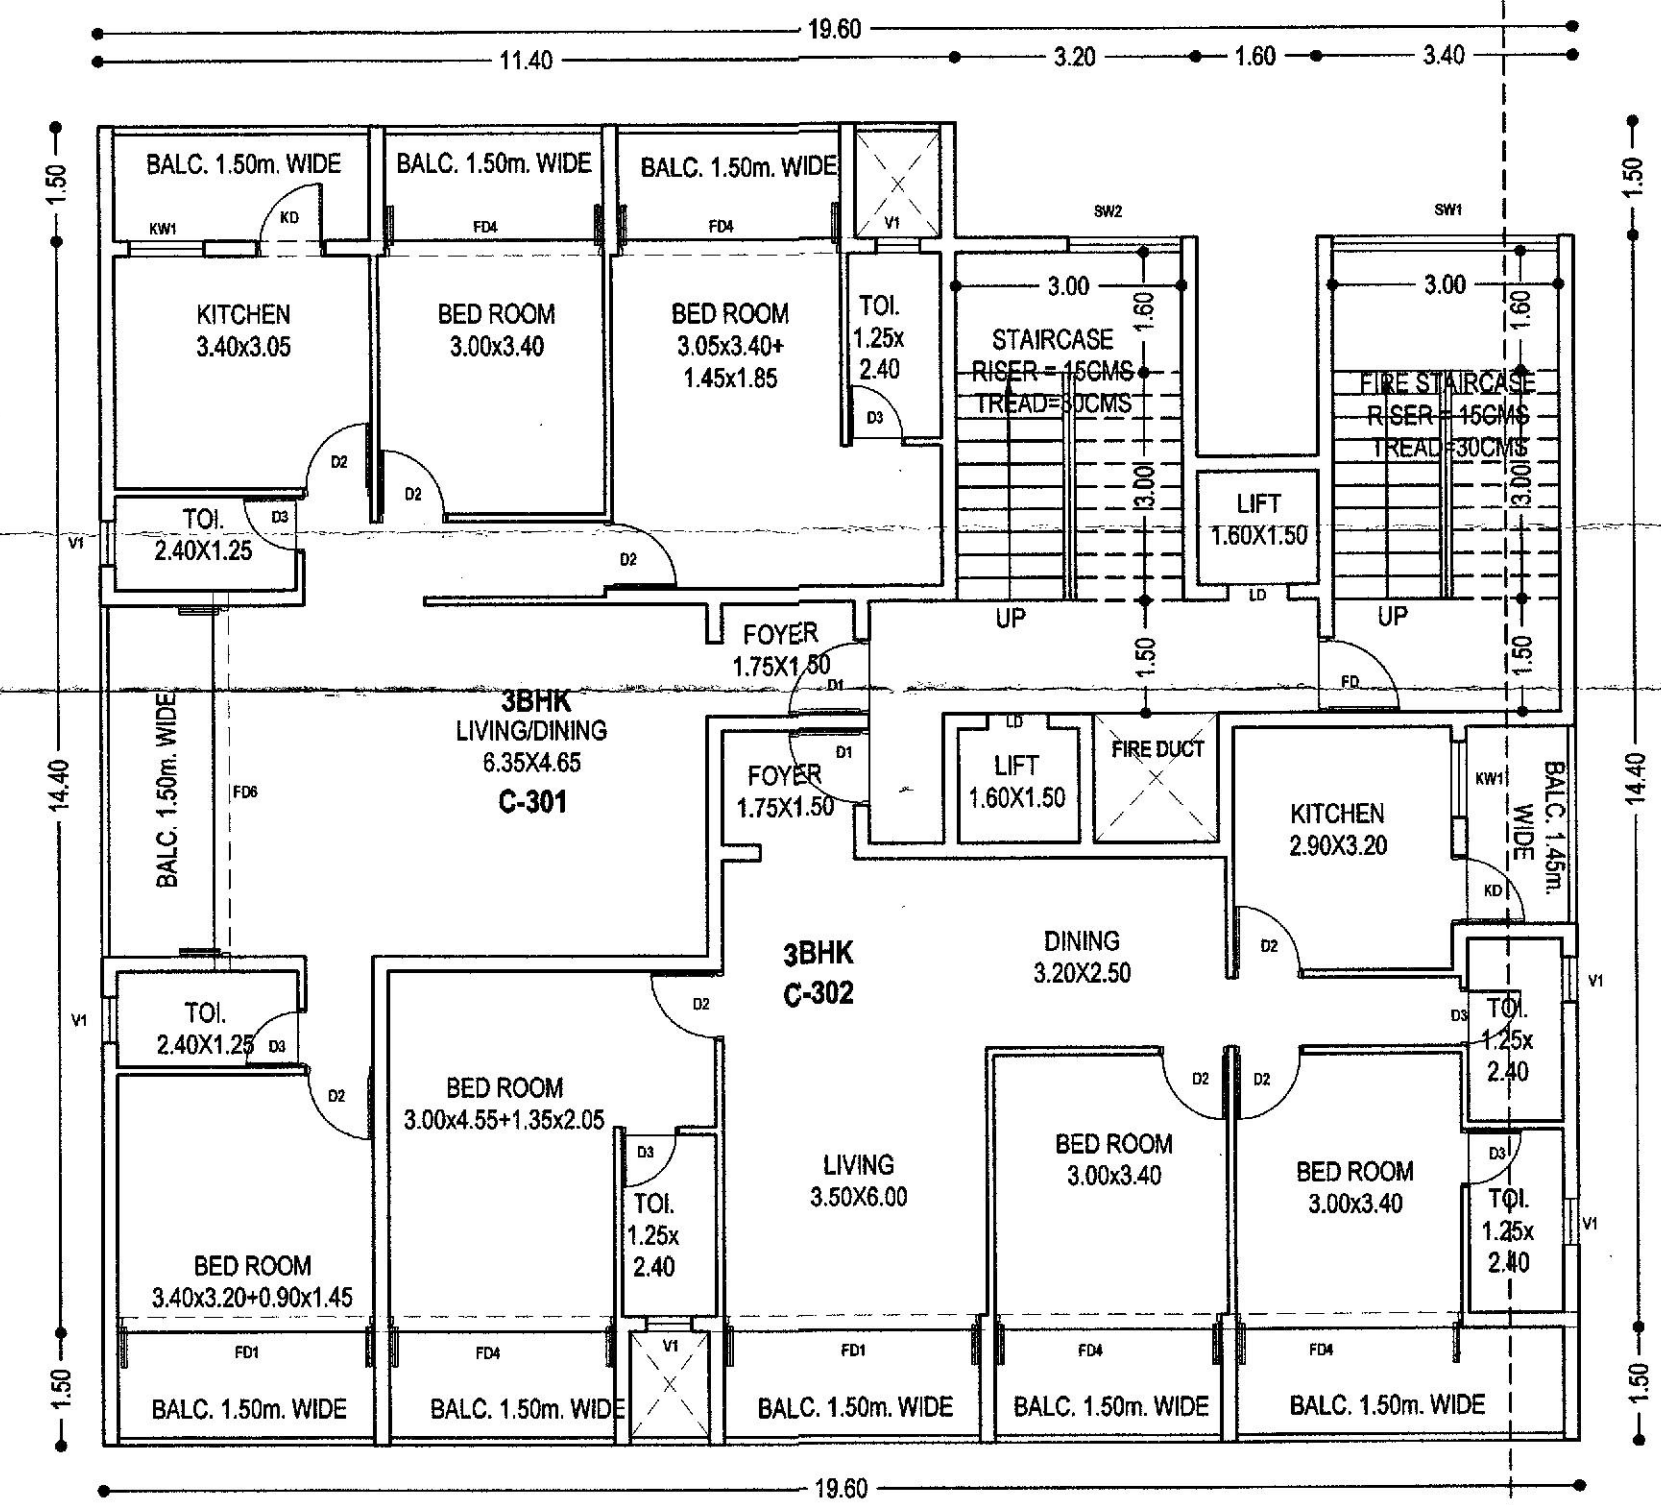 19.60
11.40
3.20
1.60
3.40
1.50
1.50
BALC. 1.50m. WIDE
BALC. 1.50m. WIDE
BALC. 1.50m. WIDE
KW1
KD
FD4
FD4
V1
SW2
SW1
KITCHEN
3.40x3.05
BED ROOM
3.00x3.40
BED ROOM
3.05x3.40+
1.45x1.85
TOI.
1.25x
2.40
D3
3.00
1.60
STAIRCASE
RISER = 15CMS
TREAD=30CMS
3.00
3.00
1.60
FIRE STAIRCASE
RISER = 15CMS
TREAD=30CMS
3.00
D2
D2
D2
TOI.
2.40X1.25
D3
V1
LIFT
1.60X1.50
LD
UP
UP
1.50
1.50
FD
FOYER
1.75X1.50
D1
3BHK
LIVING/DINING
6.35X4.65
C-301
BALC. 1.50m. WIDE
FD6
14.40
14.40
D1
FOYER
1.75X1.50
LD
LIFT
1.60X1.50
FIRE DUCT
KITCHEN
2.90X3.20
KW1
BALC. 1.45m.
WIDE
KD
D2
3BHK
C-302
DINING
3.20X2.50
TOI.
2.40X1.25
D3
V1
D2
D2
BED ROOM
3.00x4.55+1.35x2.05
D3
TOI.
1.25x
2.40
V1
D3
TOI.
1.25x
2.40
V1
D2
D2
BED ROOM
3.00x3.40
BED ROOM
3.00x3.40
D3
TOI.
1.25x
2.40
V1
LIVING
3.50X6.00
BED ROOM
3.40x3.20+0.90x1.45
FD1
FD4
FD1
FD4
FD4
BALC. 1.50m. WIDE
BALC. 1.50m. WIDE
BALC. 1.50m. WIDE
BALC. 1.50m. WIDE
BALC. 1.50m. WIDE
1.50
1.50
19.60